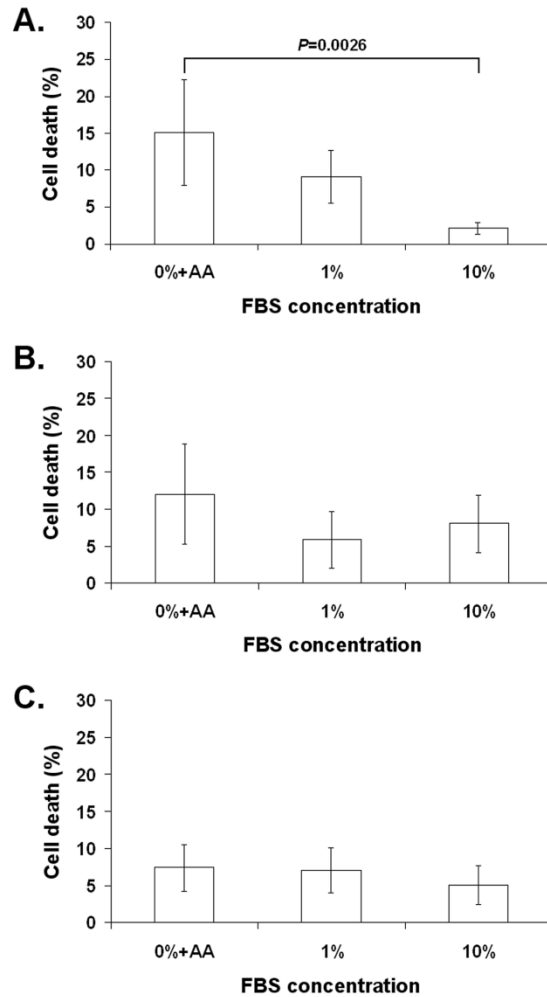 A.
30
25
20
15
10
5
0
Cell death (%)
P=0.0026
0%+AA 1% 10%
FBS concentration
B.
30
25
20
15
10
5
0
Cell death (%)
0%+AA 1% 10%
FBS concentration
C.
30
25
20
15
10
5
0
Cell death (%)
0%+AA 1% 10%
FBS concentration